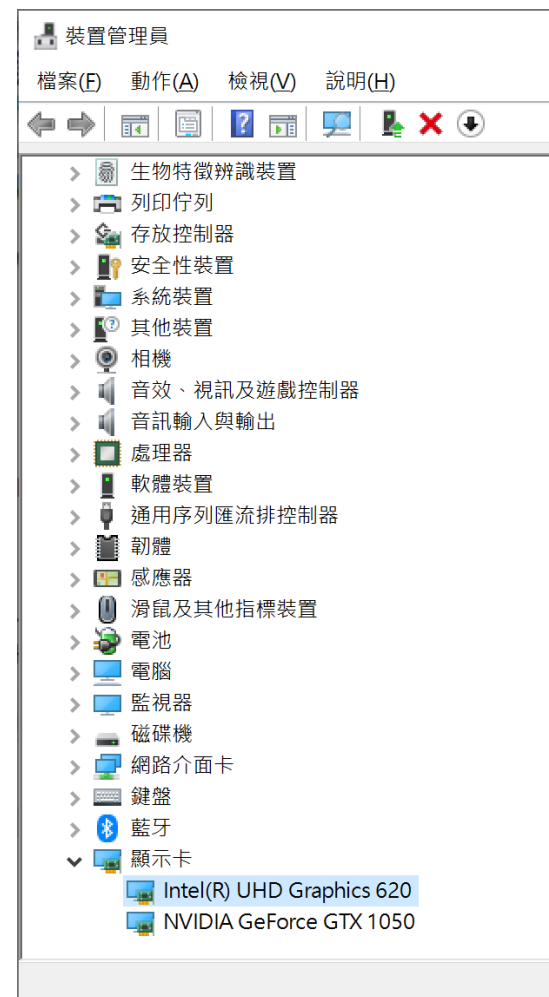 裝置管理員
檔案(F) 動作(A) 檢視(V) 說明(H)
生物特徵辨識裝置
列印佇列
存放控制器
安全性裝置
系統裝置
其他裝置
相機
音效、視訊及遊戲控制器
音訊輸入與輸出
處理器
軟體裝置
通用序列匯流排控制器
韌體
感應器
滑鼠及其他指標裝置
電池
電腦
監視器
磁碟機
網路介面卡
鍵盤
藍牙
顯示卡
Intel(R) UHD Graphics 620
NVIDIA GeForce GTX 1050